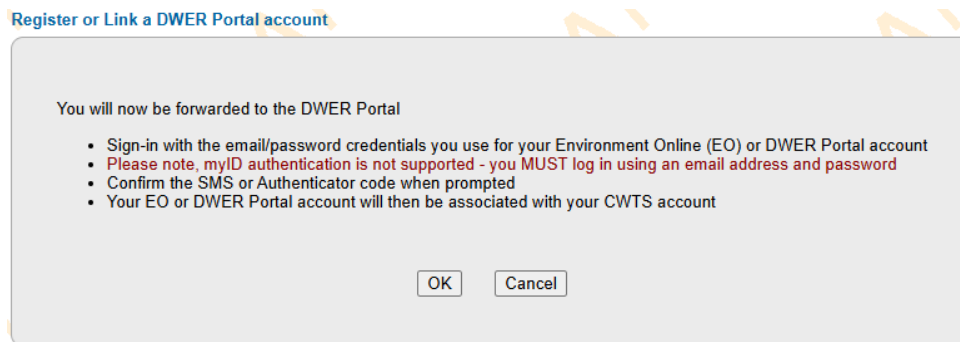 Register or Link a DWER Portal account
You will now be forwarded to the DWER Portal
• Sign-in with the email/password credentials you use for your Environment Online (EO) or DWER Portal account
• Please note, myID authentication is not supported - you MUST log in using an email address and password
• Confirm the SMS or Authenticator code when prompted
• Your EO or DWER Portal account will then be associated with your CWTS account
OK Cancel